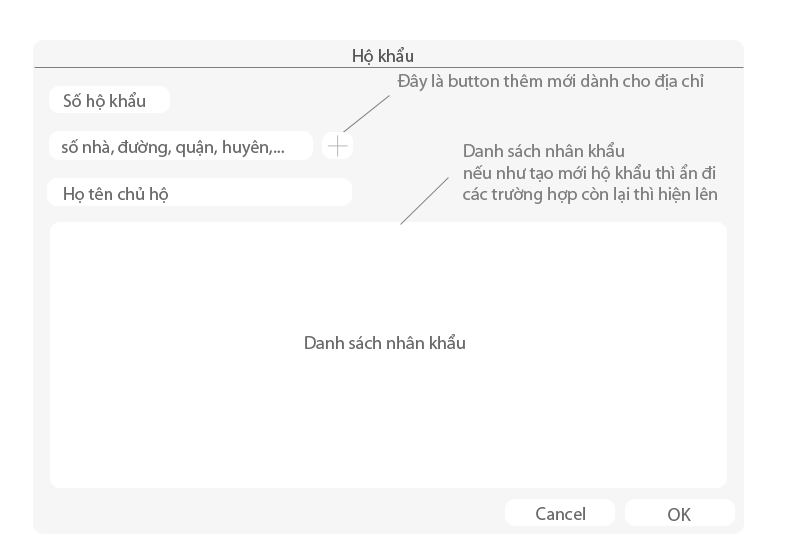 Hộ khẩu
Đây là button thêm mới dành cho địa chỉ
Số hộ khẩu
số nhà, đường, quận, huyên,...
Danh sách nhân khẩu
nếu như tạo mới hộ khẩu thì ẩn đi
các trường hợp còn lại thì hiện lên
Họ tên chủ hộ
Danh sách nhân khẩu
Cancel
OK